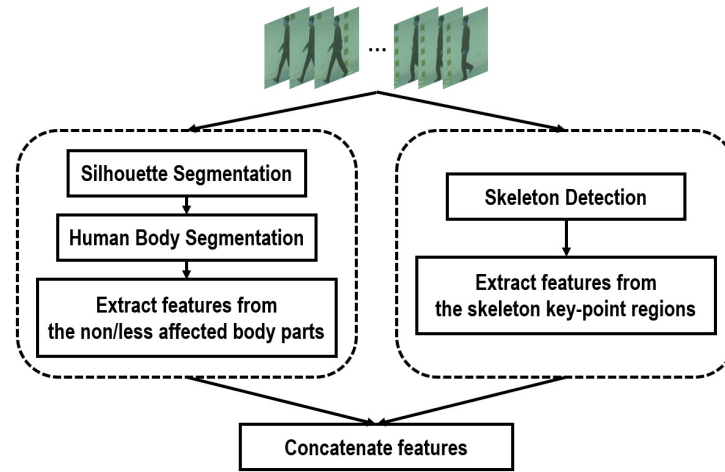 ...
Silhouette Segmentation
Human Body Segmentation
Extract features from
the non/less affected body parts
Skeleton Detection
Extract features from
the skeleton key-point regions
Concatenate features